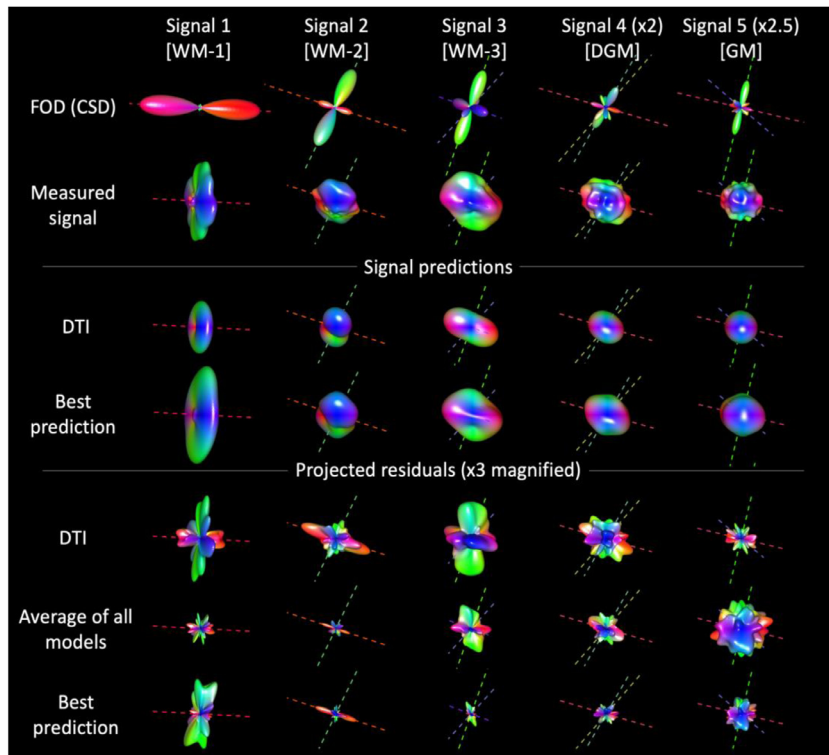 Signal 1 Signal 2 Signal 3 Signal 4 (x2) Signal 5 (x2.5)
[WM-1] [WM-2] [WM-3] [DGM] [GM]
FOD (CSD)
Measured
signal
Signal predictions
DTI
Best
prediction
Projected residuals (x3 magnified)
DTI
Average of all
models
Best
prediction